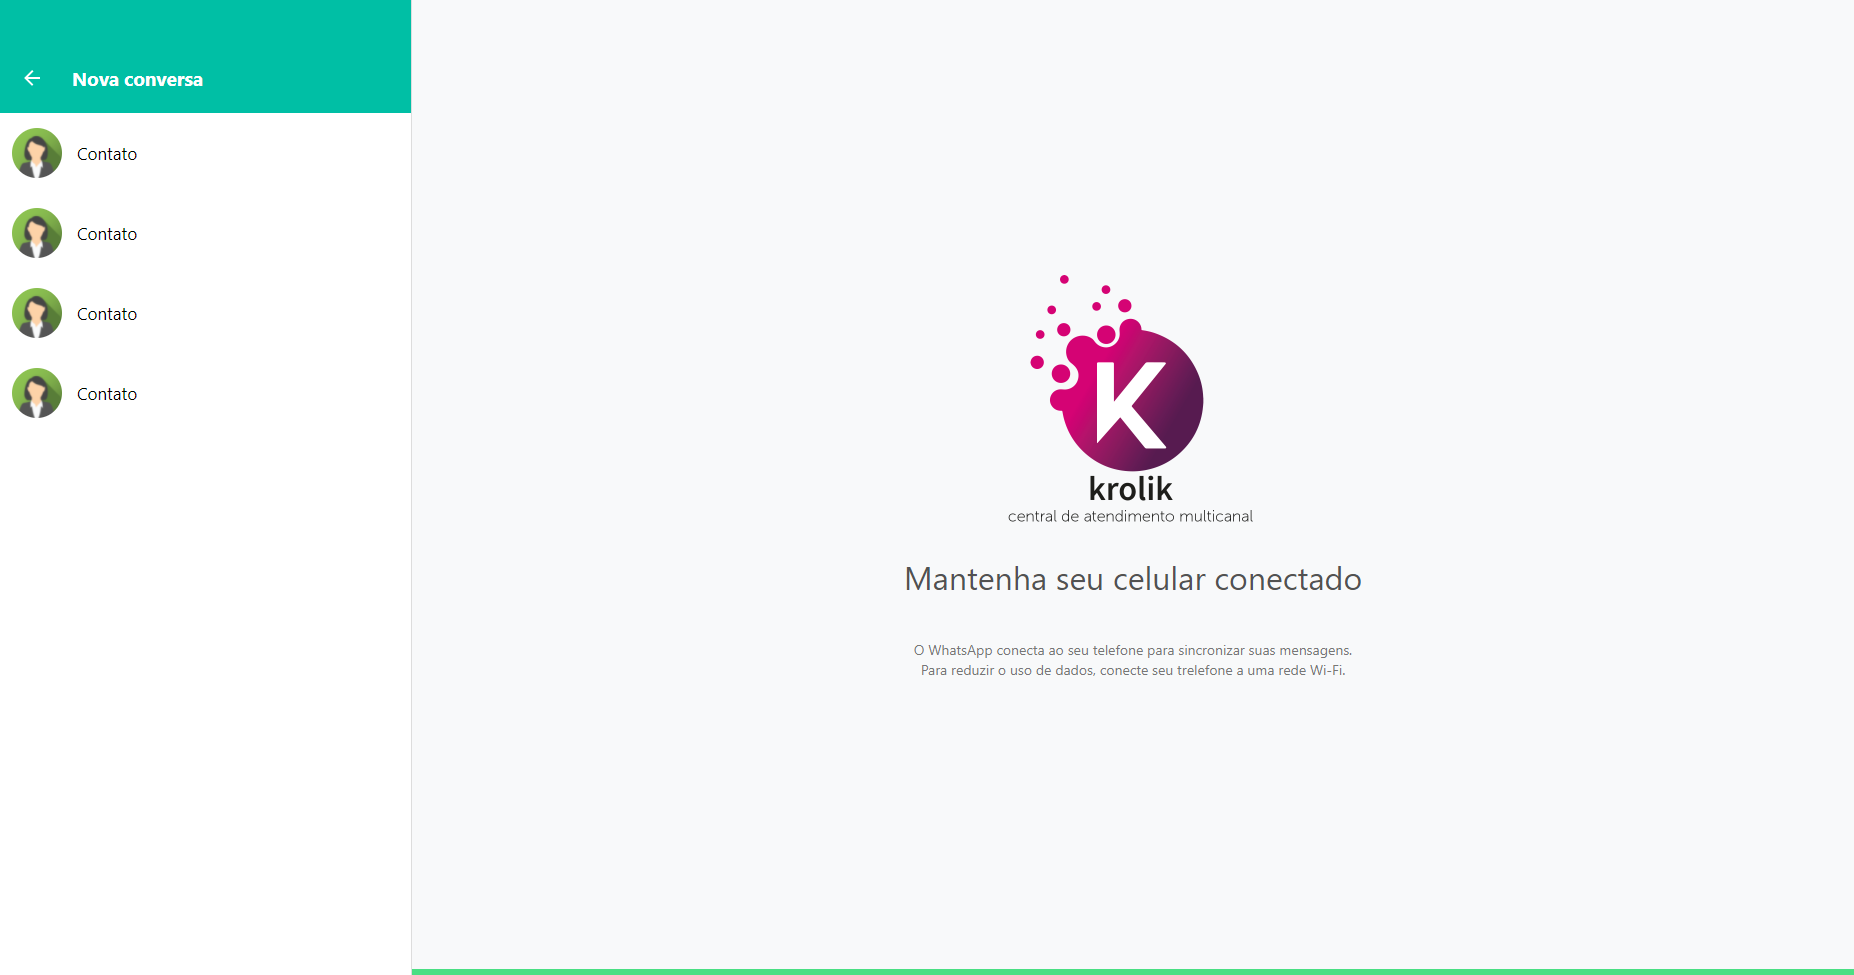 Nova conversa
Contato
Contato
Contato
Contato
K
krolik
central de atendimento multicanal
Mantenha seu celular conectado
O WhatsApp conecta ao seu telefone para sincronizar suas mensagens.
Para reduzir o uso de dados, conecte seu trelefone a uma rede Wi-Fi.